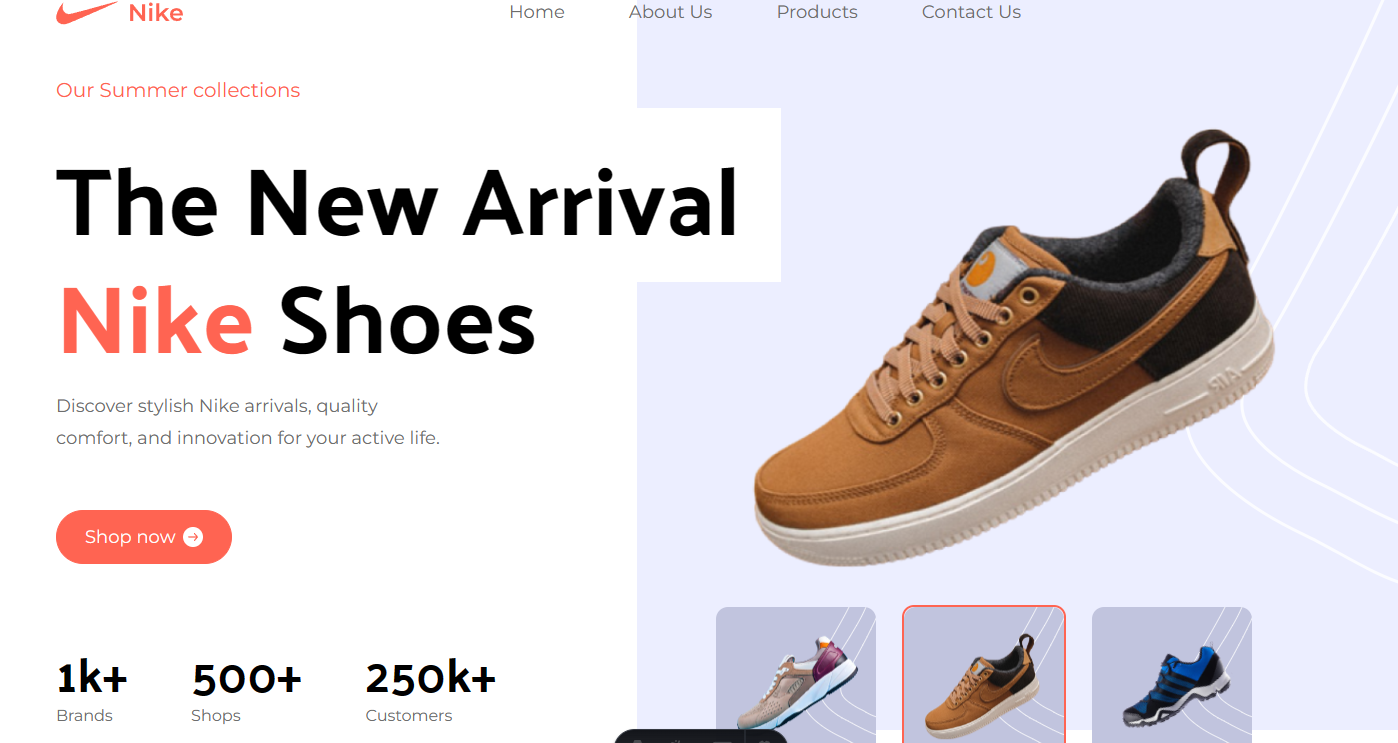 Nike
Home
About Us
Products
Contact Us
Our Summer collections
The New Arrival
Nike Shoes
Discover stylish Nike arrivals, quality
comfort, and innovation for your active life.
Shop now
1k+
500+
250k+
Brands
Shops
Customers